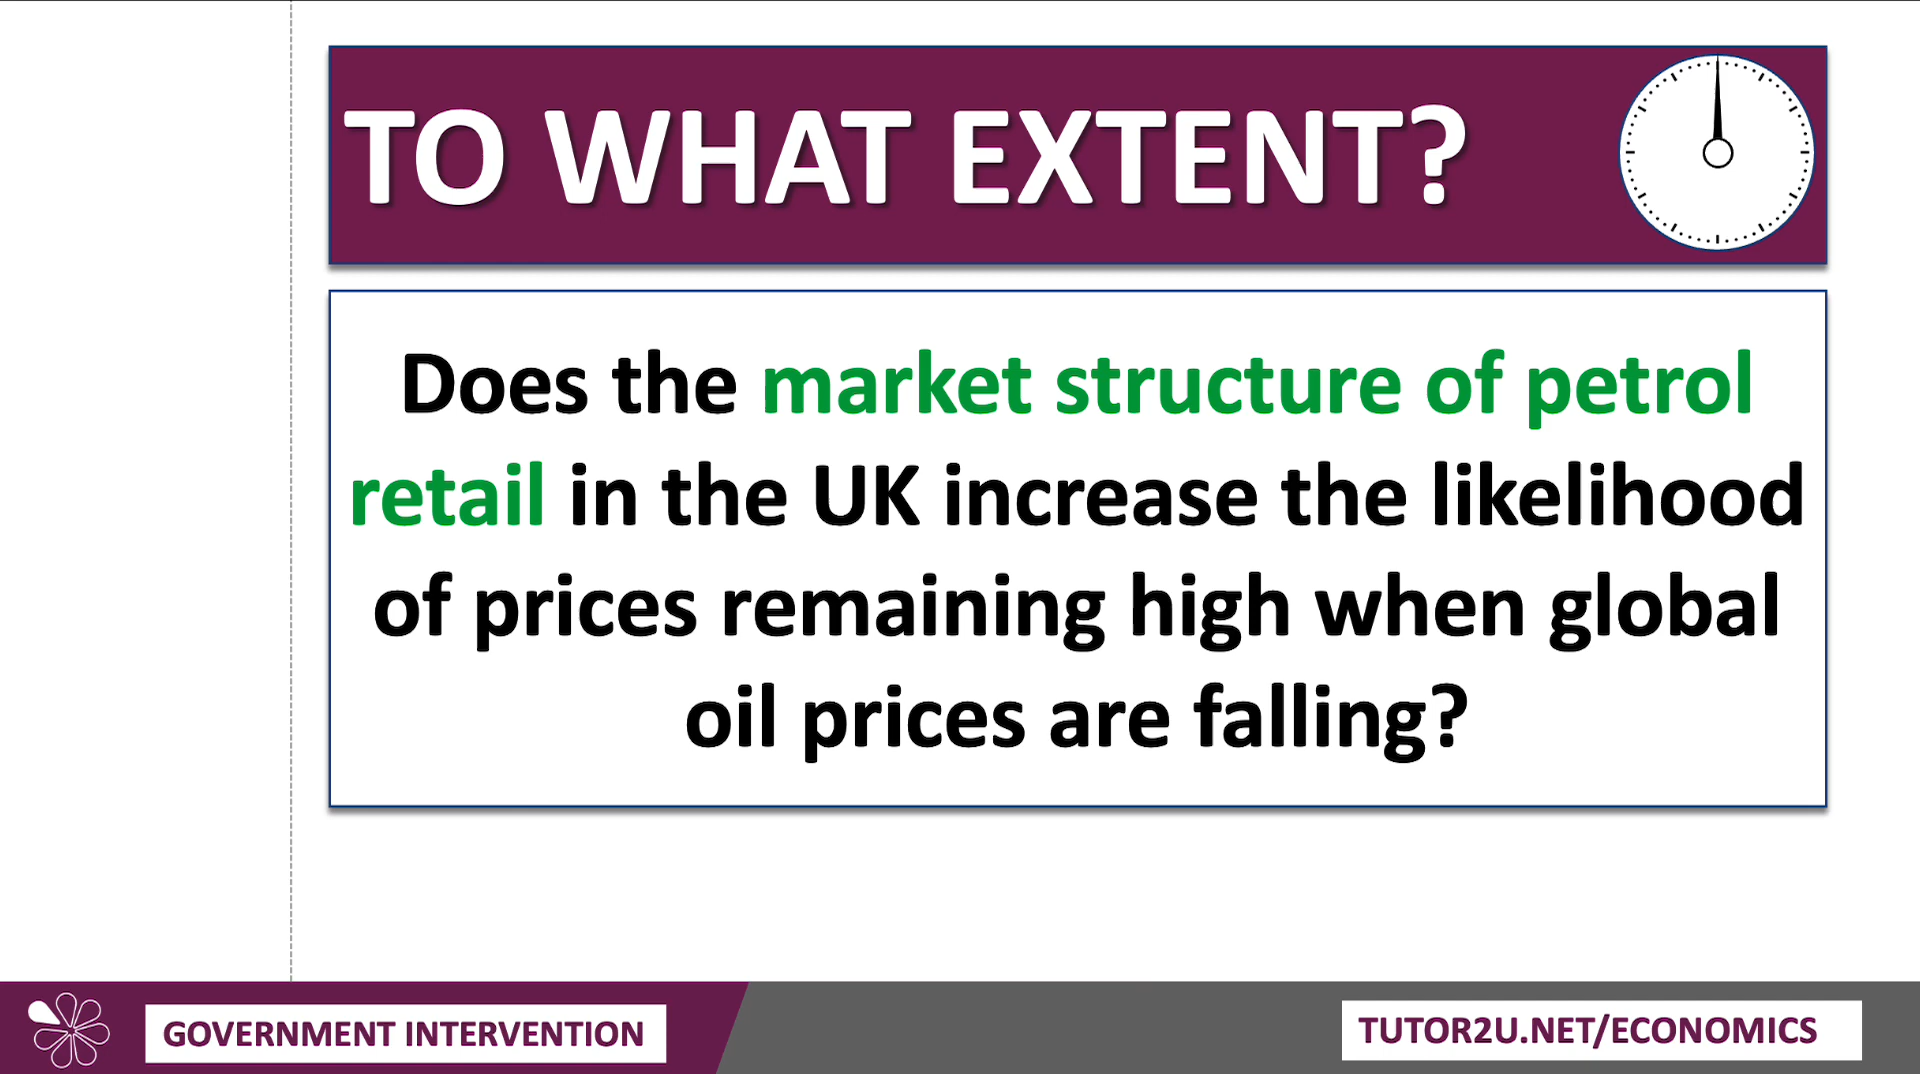 TO WHAT EXTENT?
Does the market structure of petrol
retail in the UK increase the likelihood
of prices remaining high when global
oil prices are falling?
GOVERNMENT INTERVENTION
TUTOR2U.NET/ECONOMICS